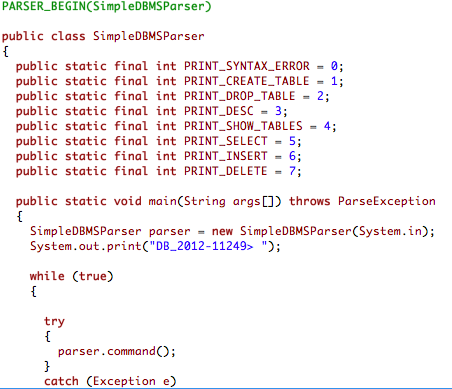 PARSER_BEGIN(SimpleDBMSParser)
public class SimpleDBMSParser
{
public static final int PRINT_SYNTAX_ERROR = 0;
public static final int PRINT_CREATE_TABLE = 1;
public static final int PRINT_DROP_TABLE = 2;
public static final int PRINT_DESC = 3;
public static final int PRINT_SHOW_TABLES = 4;
public static final int PRINT_SELECT = 5;
public static final int PRINT_INSERT = 6;
public static final int PRINT_DELETE = 7;
public static void main(String args[]) throws ParseException
{
SimpleDBMSParser parser = new SimpleDBMSParser(System.in);
System.out.print("DB_2012-11249> ");
while (true)
{
try
{
parser.command();
}
catch (Exception e)